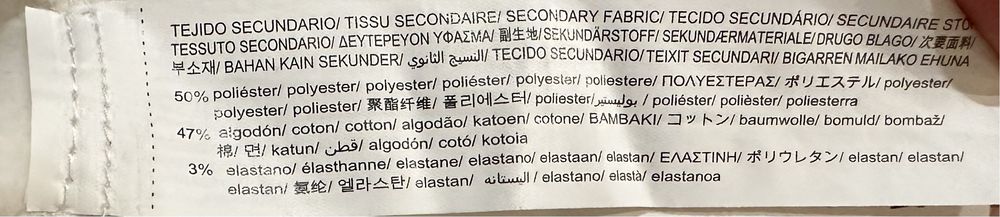 TEJIDO SECUNDARIO/ TISSU SECONDAIRE/ SECONDARY FABRIC/ TECIDO SECUNDÁRIO/ SECUNDAIRE STO
TESSUTO SECONDARIO/ ΔΕΥΤΕΡΕΥΟΝ ΥΦΑΣΜΑ/ 副生地/ SEKUNDÄRSTOFF/ SEKUNDÆRMATERIALE/ DRUGO BLAGO/ 次要面料/
부소재/ BAHAN KAIN SEKUNDER/ النسيج الثانوي/ TECIDO SECUNDARIO/ TEIXIT SECUNDARI/ BIGARREN MAILAKO EHUNA
50% poliéster/ polyester/ polyester/ poliéster/ polyester/ poliestere/ ΠΟΛΥΕΣΤΕΡΑΣ/ ポリエステル/ polyester/
polyester/ poliester/ 聚酯纤维/ 폴리에스터/ poliester/بوليستير / poliéster/ polièster/ poliesterra
47% algodón/ coton/ cotton/ algodão/ katoen/ cotone/ BAMBAKI/ コットン/ baumwolle/ bomuld/ bombaž/
棉/ 면/ katun/ قطن/ algodón/ cotó/ kotoia
3% elastano/ élasthanne/ elastane/ elastano/ elastaan/ elastan/ ΕΛΑΣΤΙΝΗ/ ポリウレタン/ elastan/ elastan/
elastan/ 氨纶/ 엘라스탄/ elastan/ اليستانه / elastano/ elastà/ elastanoa